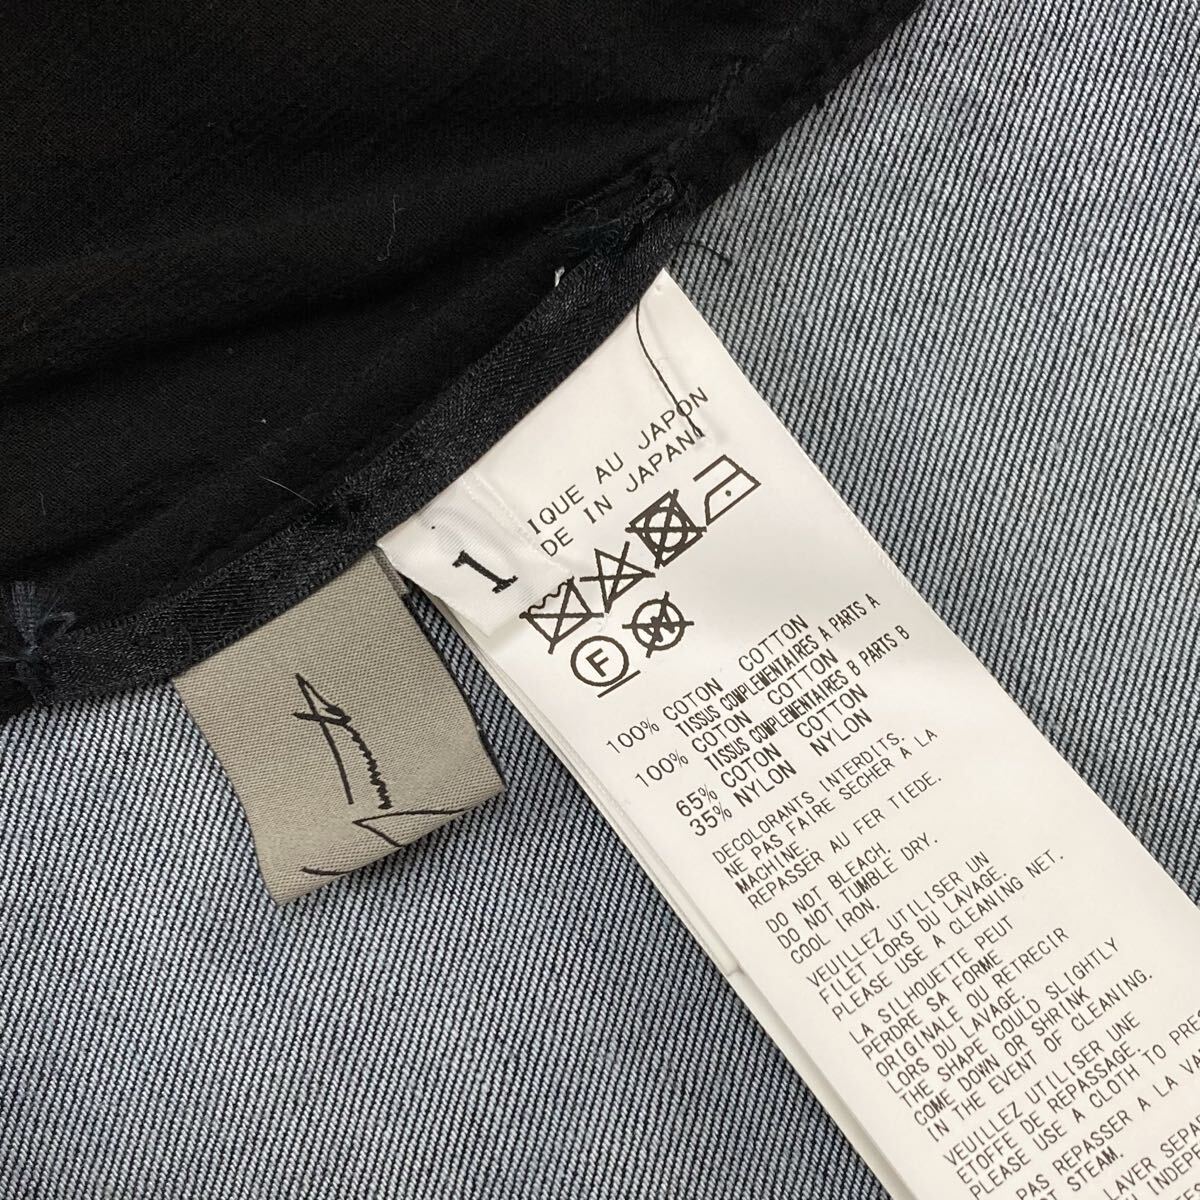 IQUE AU JAPON
DE IN JAPAN
1
F
W
100% COTON COTTON
TISSUS COMPLEMENTAIRES A PARTS A
100% COTON COTTON
TISSUS COMPLEMENTAIRES B PARTS B
65% COTON COTTON
35% NYLON NYLON
DECOLORANTS INTERDITS.
NE PAS FAIRE SECHER A LA
MACHINE.
REPASSER AU FER TIEDE.
DO NOT BLEACH.
DO NOT TUMBLE DRY.
COOL IRON.
VEUILLEZ UTILISER UN
FILET LORS DU LAVAGE.
PLEASE USE A CLEANING NET.
LA SILHOUETTE PEUT
PERDRE SA FORME
ORIGINALE OU RETRECIR
LORS DU LAVAGE.
THE SHAPE COULD SLIGHTLY
COME DOWN OR SHRINK
IN THE EVENT OF CLEANING.
VEUILLEZ UTILISER UNE
ETOFFE DE REPASSAGE.
PLEASE USE A CLOTH TO PRES
PAS REPASSER A LA VA
STEAM.
LAVER SEPARE
INDEPE